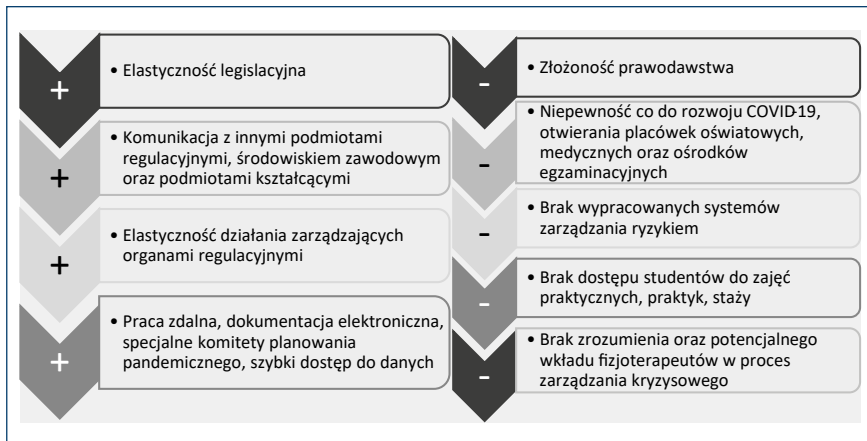 +
• Elastyczność legislacyjna
+
• Komunikacja z innymi podmiotami
regulacyjnymi, środowiskiem zawodowym
oraz podmiotami kształcącymi
+
• Elastyczność działania zarządzających
organami regulacyjnymi
+
• Praca zdalna, dokumentacja elektroniczna,
specjalne komitety planowania
pandemicznego, szybki dostęp do danych
-
• Złożoność prawodawstwa
-
• Niepewność co do rozwoju COVID-19,
otwierania placówek oświatowych,
medycznych oraz ośrodków
egzaminacyjnych
-
• Brak wypracowanych systemów
zarządzania ryzykiem
-
• Brak dostępu studentów do zajęć
praktycznych, praktyk, staży
-
• Brak zrozumienia oraz potencjalnego
wkładu fizjoterapeutów w proces
zarządzania kryzysowego